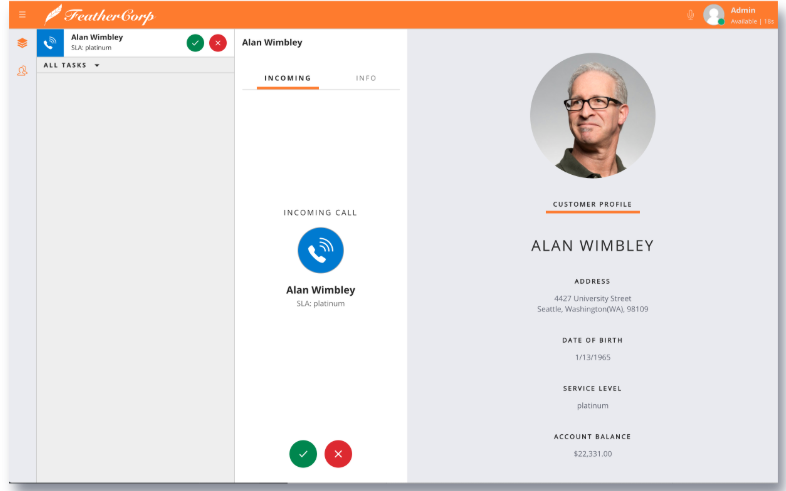 FeatherCorp
Admin
Available | 18s
Alan Wimbley
SLA: platinum
ALL TASKS
Alan Wimbley
INCOMING INFO
INCOMING CALL
Alan Wimbley
SLA: platinum
CUSTOMER PROFILE
ALAN WIMBLEY
ADDRESS
4427 University Street
Seattle, Washington(WA), 98109
DATE OF BIRTH
1/13/1965
SERVICE LEVEL
platinum
ACCOUNT BALANCE
$22,331.00